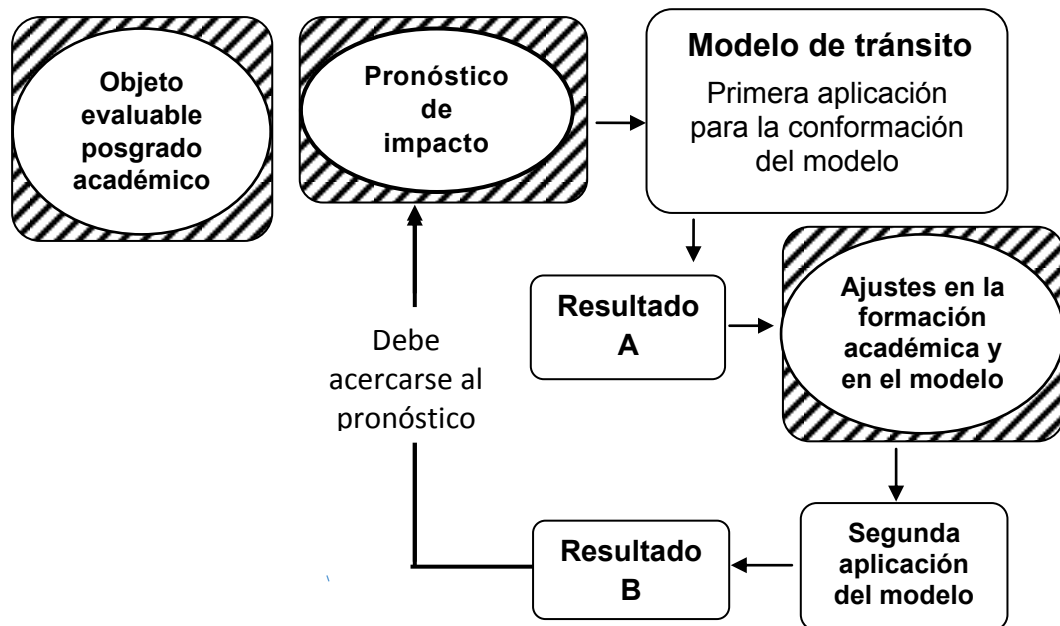 Objeto
evaluable
posgrado
académico
Pronóstico
de
impacto
Modelo de tránsito
Primera aplicación
para la conformación
del modelo
Resultado
A
Ajustes en la
formación
académica y
en el modelo
Debe
acercarse al
pronóstico
Resultado
B
Segunda
aplicación
del modelo